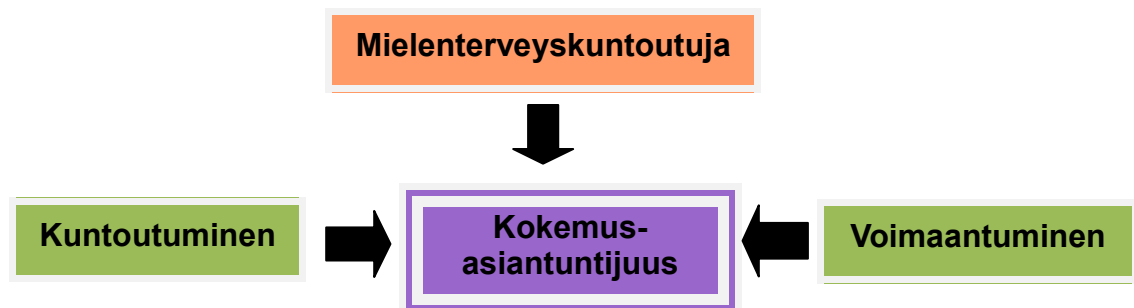 Mielenterveyskuntoutuja
Kuntoutuminen
Kokemus-
asiantuntijuus
Voimaantuminen